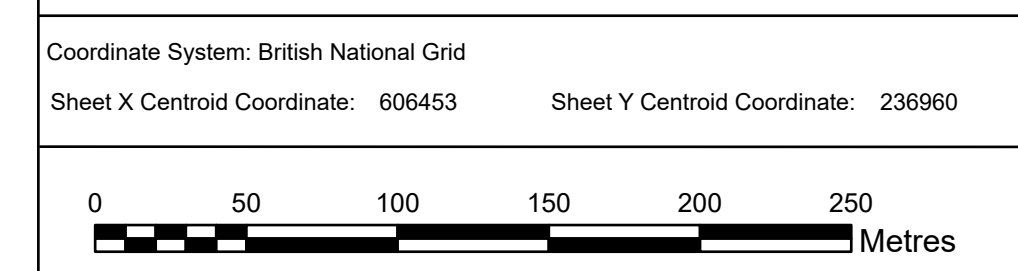 Coordinate System: British National Grid
Sheet X Centroid Coordinate: 606453 Sheet Y Centroid Coordinate: 236960
0 50 100 150 200 250
Metres